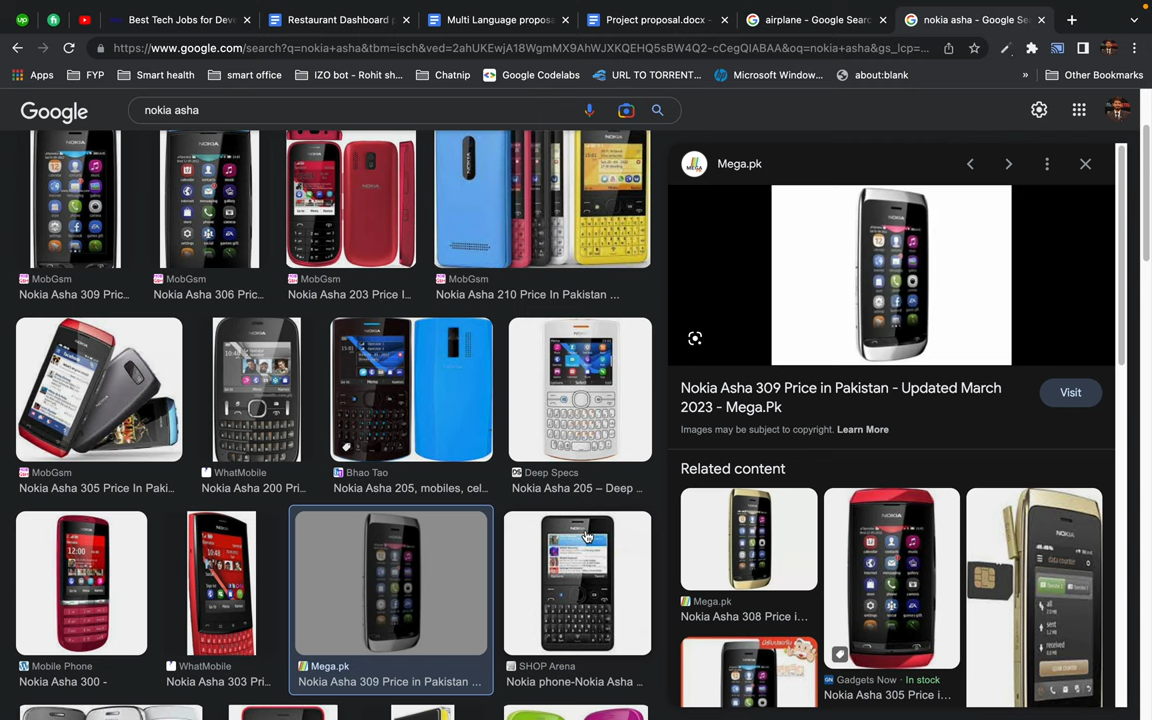 Best Tech Jobs for Deve
Restaurant Dashboard p
Multi Language propos
Project proposal.docx
airplane - Google Sear
nokia asha - Google Se
https://www.google.com/search?q=nokia+asha&tbm=isch&ved=2ahUKEwjA18WgmMX9AhWJXKQEHQ5sBW4Q2-cCegQIABAA&oq=nokia+asha&gs_lcp=...
Apps
FYP
Smart health
smart office
IZO bot - Rohit sh...
Chatnip
Google Codelabs
URL TO TORRENT...
Microsoft Window...
about:blank
»
Other Bookmarks
Google
nokia asha
MobGsm
Nokia Asha 309 Pric...
MobGsm
Nokia Asha 306 Pric...
MobGsm
Nokia Asha 203 Price I...
MobGsm
Nokia Asha 210 Price In Pakistan ...
MobGsm
Nokia Asha 305 Price In Paki...
WhatMobile
Nokia Asha 200 Pri...
Bhao Tao
Nokia Asha 205, mobiles, cel...
Deep Specs
Nokia Asha 205 – Deep ...
Mobile Phone
Nokia Asha 300 -
WhatMobile
Nokia Asha 303 Pri...
Mega.pk
Nokia Asha 309 Price in Pakistan ...
SHOP Arena
Nokia phone-Nokia Asha ...
MEGA
Mega.pk
NOKIA
Nokia Asha 309 Price in Pakistan - Updated March
2023 - Mega.Pk
Visit
Images may be subject to copyright. Learn More
Related content
Mega.pk
Nokia Asha 308 Price i...
Gadgets Now · In stock
Nokia Asha 305 Price i...
data counter